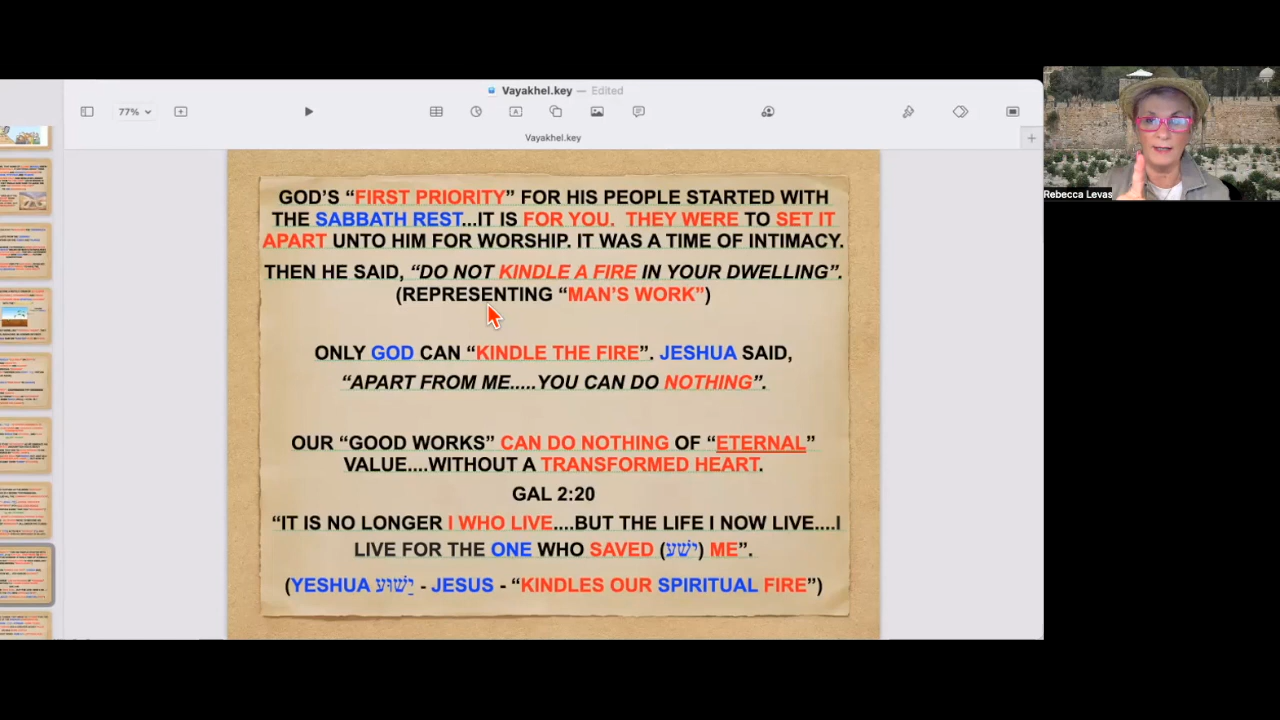 Vayakhel.key — Edited
77%
Vayakhel.key
GOD'S “FIRST PRIORITY” FOR HIS PEOPLE STARTED WITH
THE SABBATH REST...IT IS FOR YOU. THEY WERE TO SET IT
APART UNTO HIM FOR WORSHIP. IT WAS A TIME OF INTIMACY.
THEN HE SAID, “DO NOT KINDLE A FIRE IN YOUR DWELLING”.
(REPRESENTING “MAN'S WORK”)
ONLY GOD CAN “KINDLE THE FIRE”. JESHUA SAID,
“APART FROM ME.....YOU CAN DO NOTHING”.
OUR “GOOD WORKS” CAN DO NOTHING OF “ETERNAL”
VALUE....WITHOUT A TRANSFORMED HEART.
GAL 2:20
“IT IS NO LONGER I WHO LIVE....BUT THE LIFE I NOW LIVE....I
LIVE FOR THE ONE WHO SAVED (יִשַׁע) ME”.
(YESHUA יֵשׁוּעַ - JESUS - “KINDLES OUR SPIRITUAL FIRE”)
Rebecca Levas